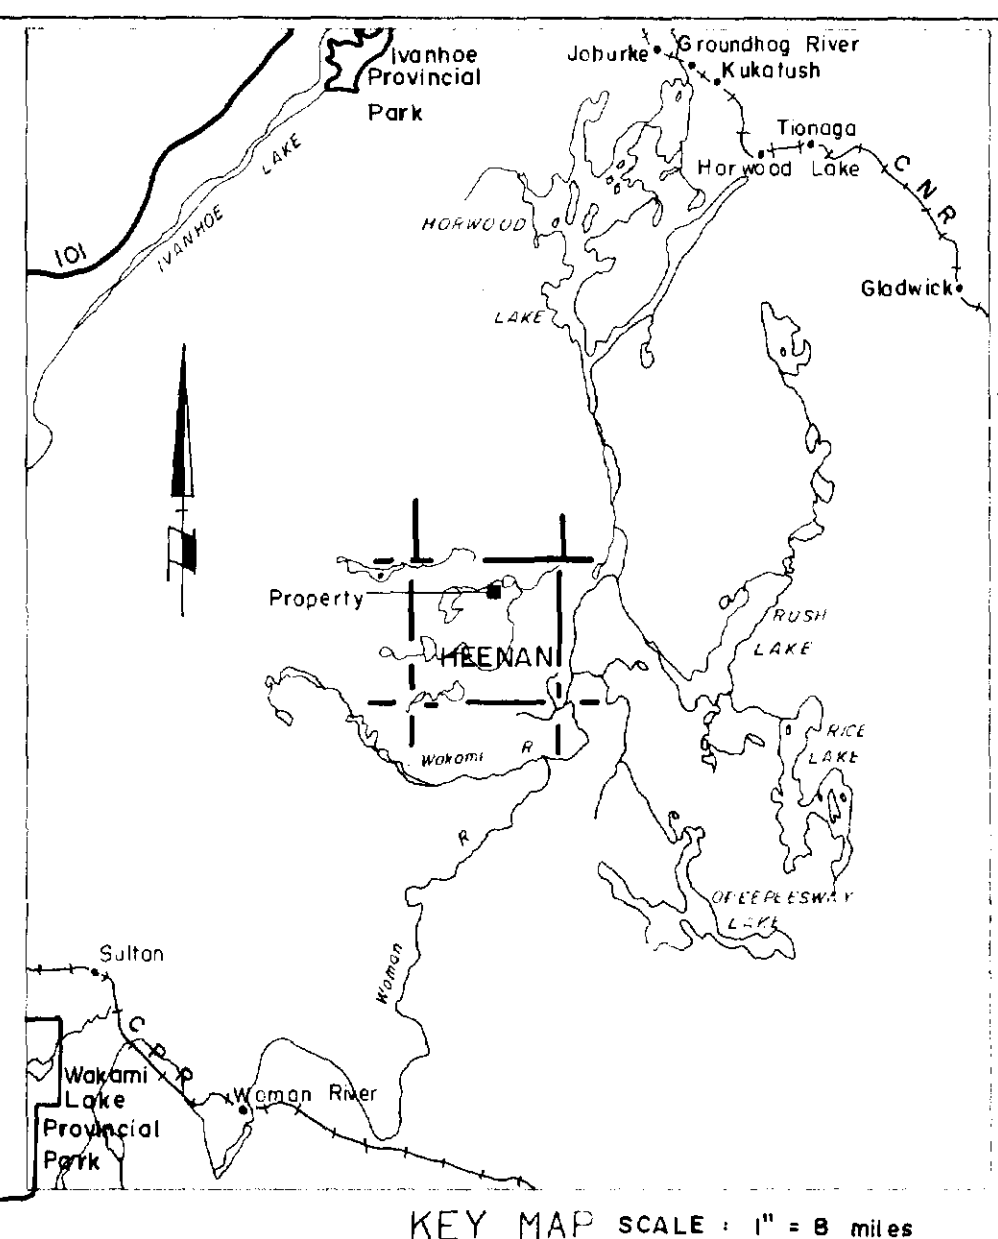 Ivanhoe
Provincial
Park
Joburke
Groundhog River
Kukatush
Tionaga
Horwood Lake
CNR
Gladwick
IVANHOE LAKE
101
HORWOOD
LAKE
Property
HEENAN
RUSH
LAKE
RICE
LAKE
Wakami R
R
Woman
OPEEPEESWAY
LAKE
Sulton
CPR
Wakami
Lake
Provincial
Park
Woman River
KEY MAP SCALE : 1" = 8 miles